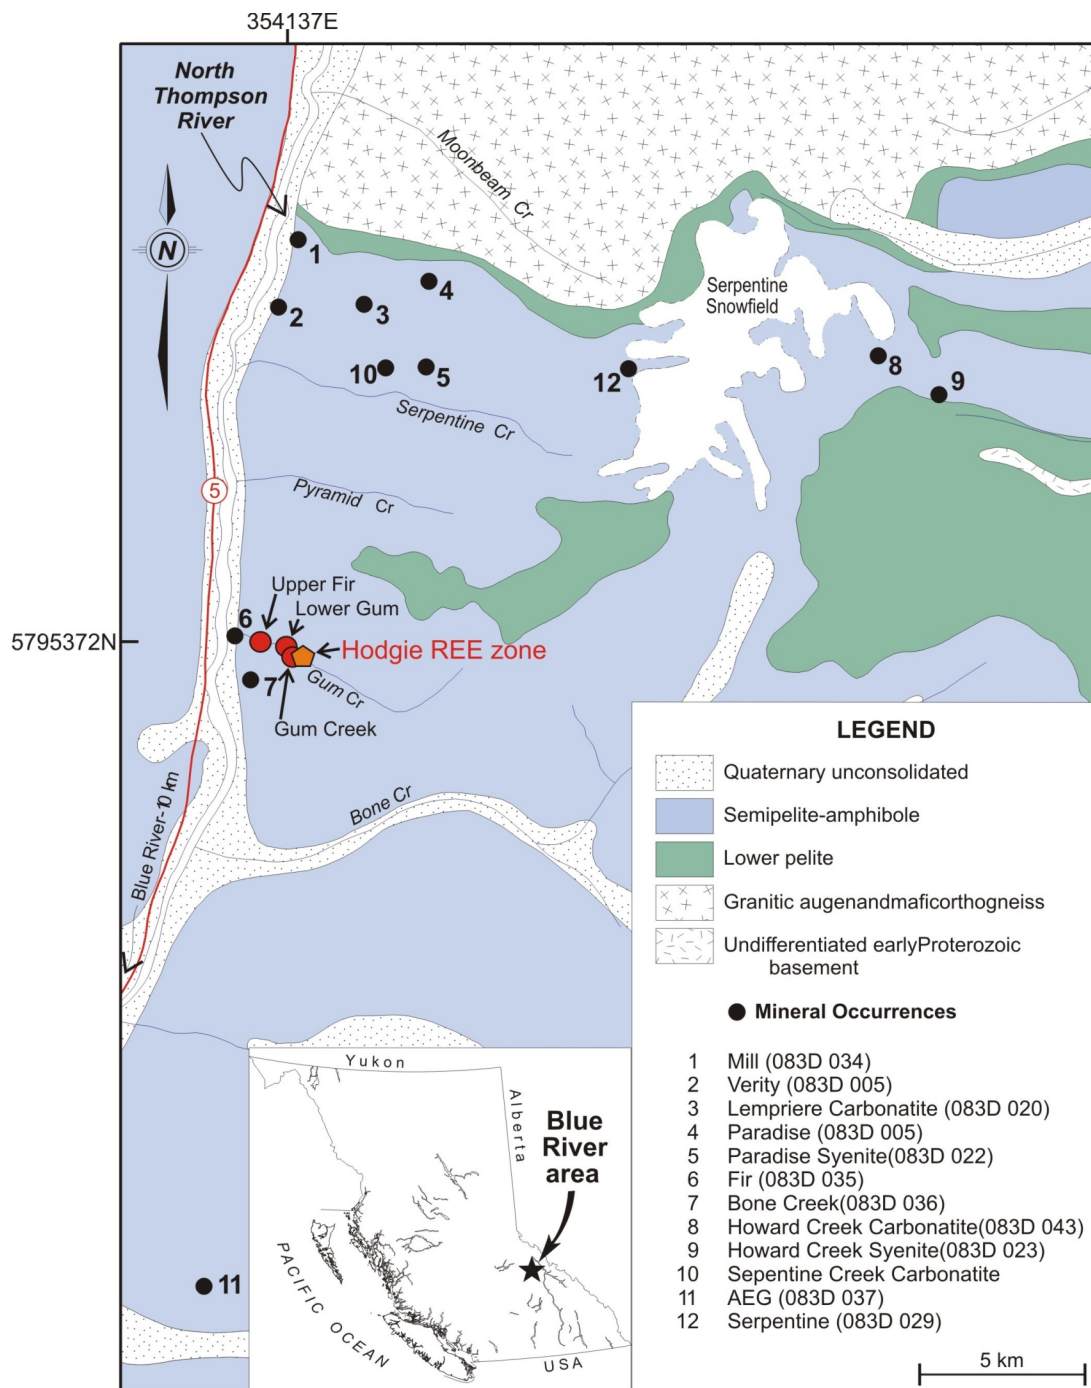 354137E
North
Thompson
River
Moonbeam Cr
N
1
2
3
4
10
5
12
8
9
Serpentine
Snowfield
Serpentine Cr
5
Pyramid Cr
Upper Fir
6
Lower Gum
5795372N
Hodgie REE zone
7
Gum Cr
Gum Creek
Blue River-10 km
Bone Cr
11
LEGEND
Quaternary unconsolidated
Semipelite-amphibole
Lower pelite
Granitic augenandmaficorthogneiss
Undifferentiated earlyProterozoic
basement
Mineral Occurrences
1 Mill (083D 034)
2 Verity (083D 005)
3 Lempriere Carbonatite (083D 020)
4 Paradise (083D 005)
5 Paradise Syenite(083D 022)
6 Fir (083D 035)
7 Bone Creek(083D 036)
8 Howard Creek Carbonatite(083D 043)
9 Howard Creek Syenite(083D 023)
10 Sepentine Creek Carbonatite
11 AEG (083D 037)
12 Serpentine (083D 029)
5 km
Yukon
Alberta
Blue
River
area
PACIFIC OCEAN
USA